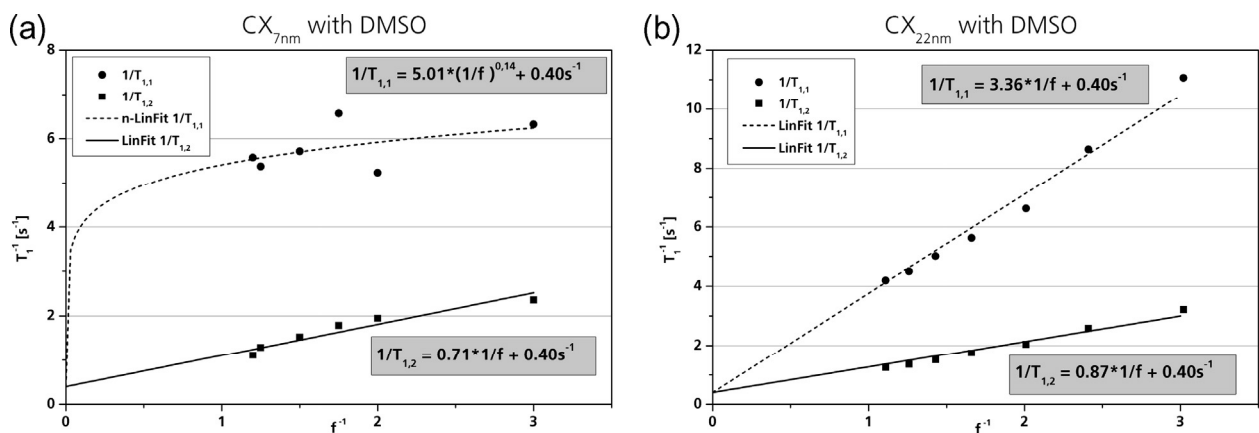 (a)
CX7nm with DMSO
8
6
4
2
0
T1-1 [s-1]
1/T1,1
1/T1,2
n-LinFit 1/T1,1
LinFit 1/T1,2
1/T1,1 = 5.01*(1/f )0,14+ 0.40s-1
1/T1,2 = 0.71*1/f + 0.40s-1
0 1 2 3
f-1
(b)
CX22nm with DMSO
12
10
8
6
4
2
0
T1-1 [s-1]
1/T1,1
1/T1,2
LinFit 1/T1,1
LinFit 1/T1,2
1/T1,1 = 3.36*1/f + 0.40s-1
1/T1,2 = 0.87*1/f + 0.40s-1
0 1 2 3
f-1